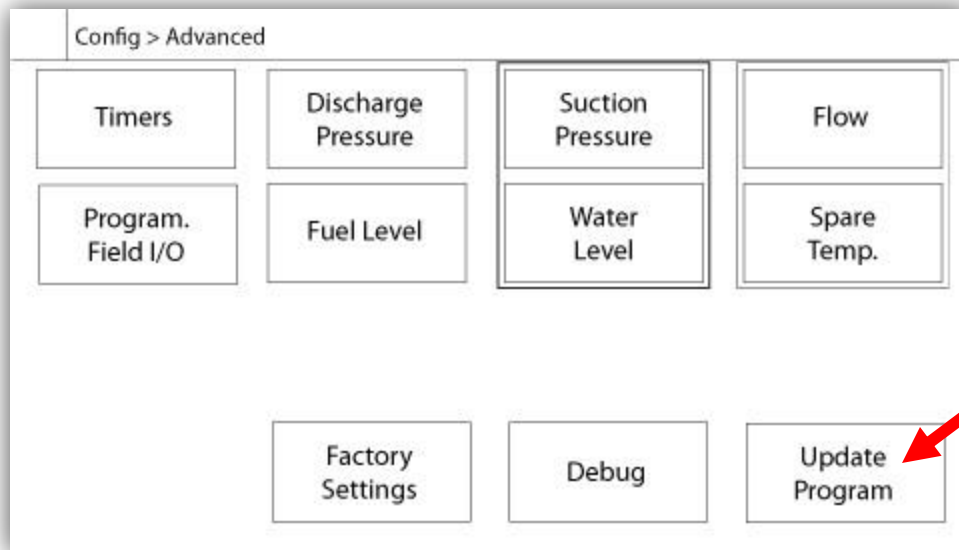 Config > Advanced
Timers
Discharge
Pressure
Suction
Pressure
Flow
Program.
Field I/O
Fuel Level
Water
Level
Spare
Temp.
Factory
Settings
Debug
Update
Program